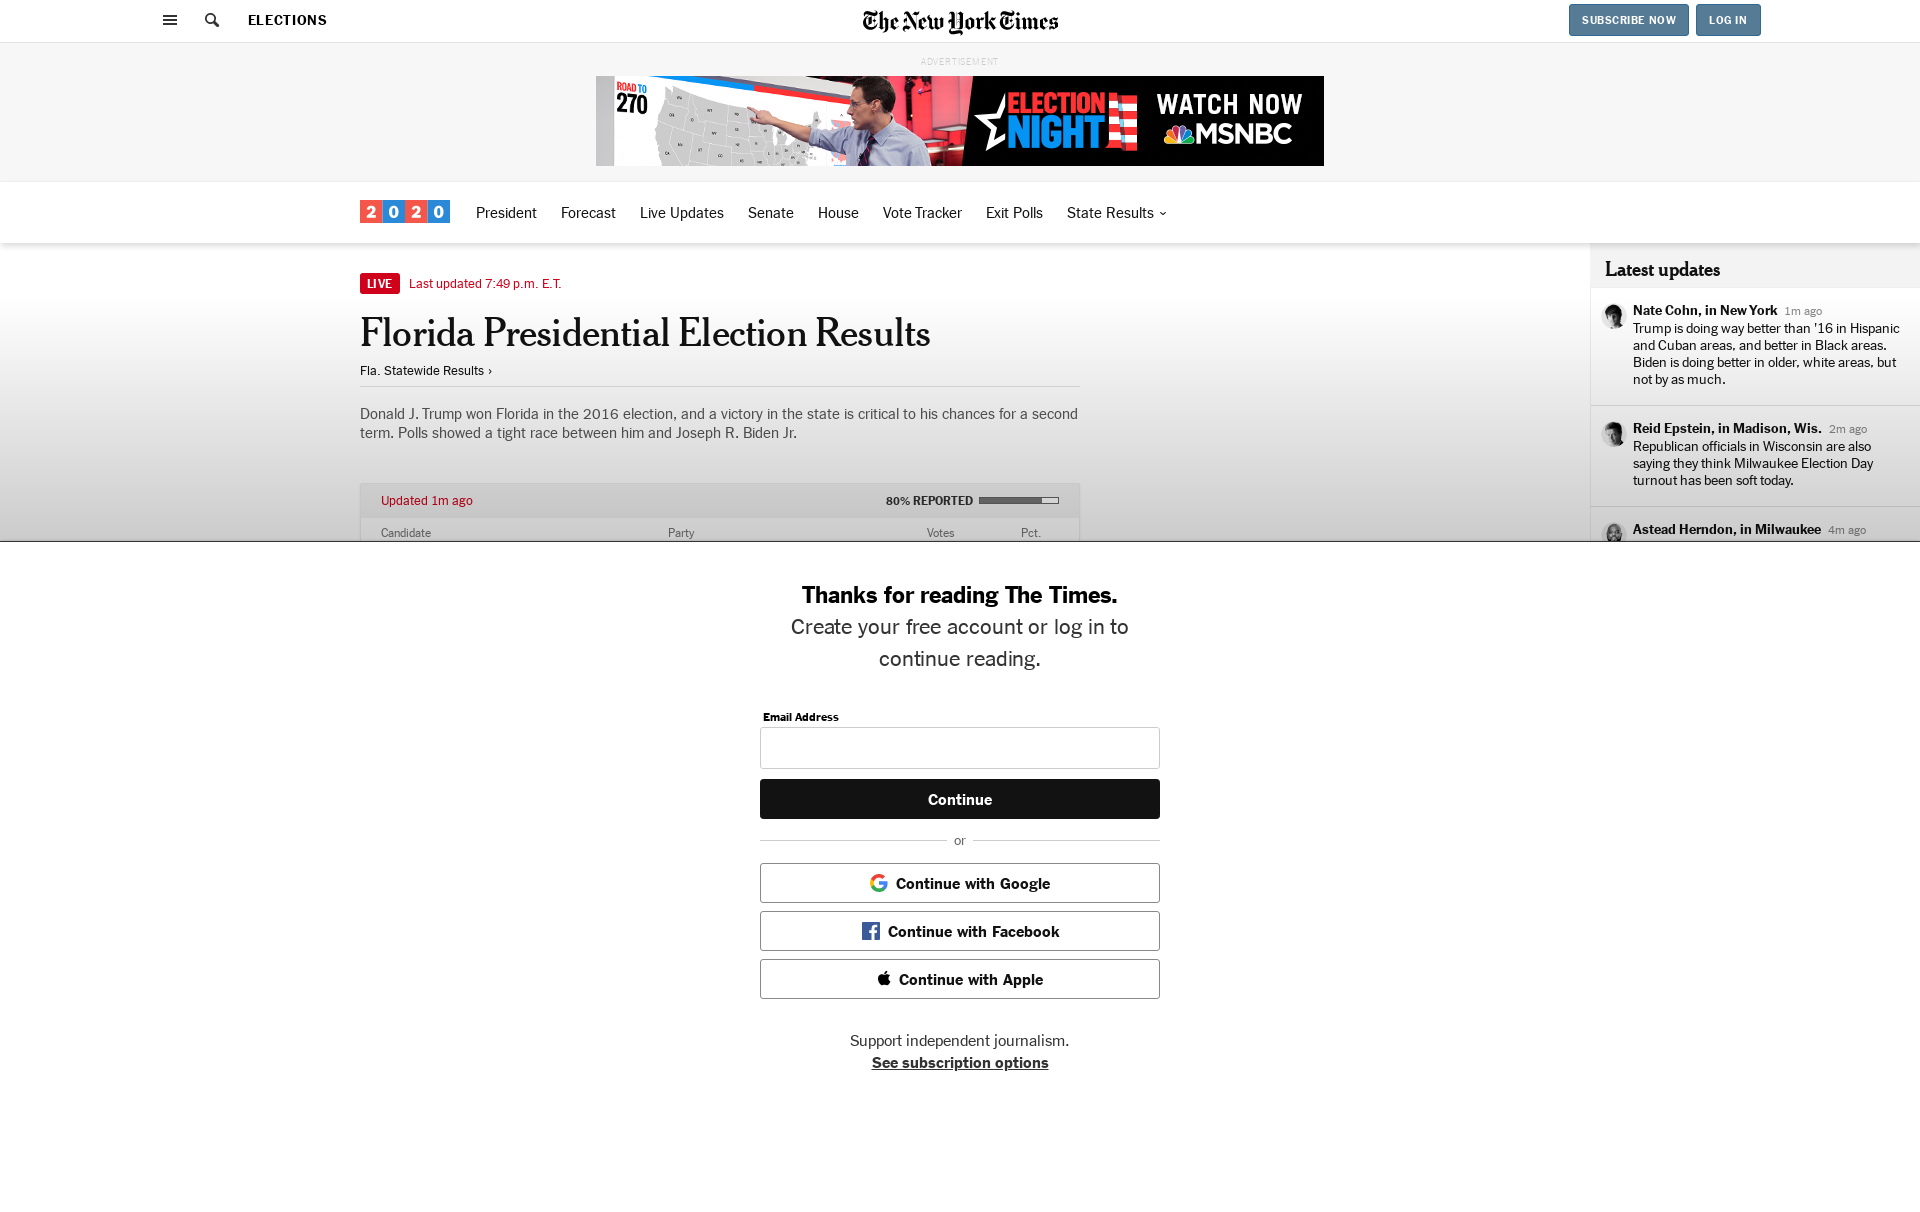 ELECTIONS
The New York Times
SUBSCRIBE NOW
LOG IN
ADVERTISEMENT
ROAD TO
270
ELECTION
NIGHT
WATCH NOW
MSNBC
2020
President
Forecast
Live Updates
Senate
House
Vote Tracker
Exit Polls
State Results
LIVE
Last updated 7:49 p.m. E.T.
Florida Presidential Election Results
Fla. Statewide Results ›
Donald J. Trump won Florida in the 2016 election, and a victory in the state is critical to his chances for a second
term. Polls showed a tight race between him and Joseph R. Biden Jr.
Updated 1m ago
80% REPORTED
Candidate
Party
Votes
Pct.
Latest updates
Nate Cohn, in New York 1m ago
Trump is doing way better than '16 in Hispanic
and Cuban areas, and better in Black areas.
Biden is doing better in older, white areas, but
not by as much.
Reid Epstein, in Madison, Wis. 2m ago
Republican officials in Wisconsin are also
saying they think Milwaukee Election Day
turnout has been soft today.
Astead Herndon, in Milwaukee 4m ago
Thanks for reading The Times.
Create your free account or log in to
continue reading.
Email Address
Continue
or
Continue with Google
Continue with Facebook
Continue with Apple
Support independent journalism.
See subscription options